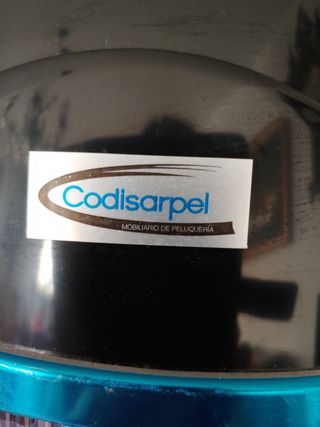 Codisarpel
MOBILIARIO DE PELUQUERÍA